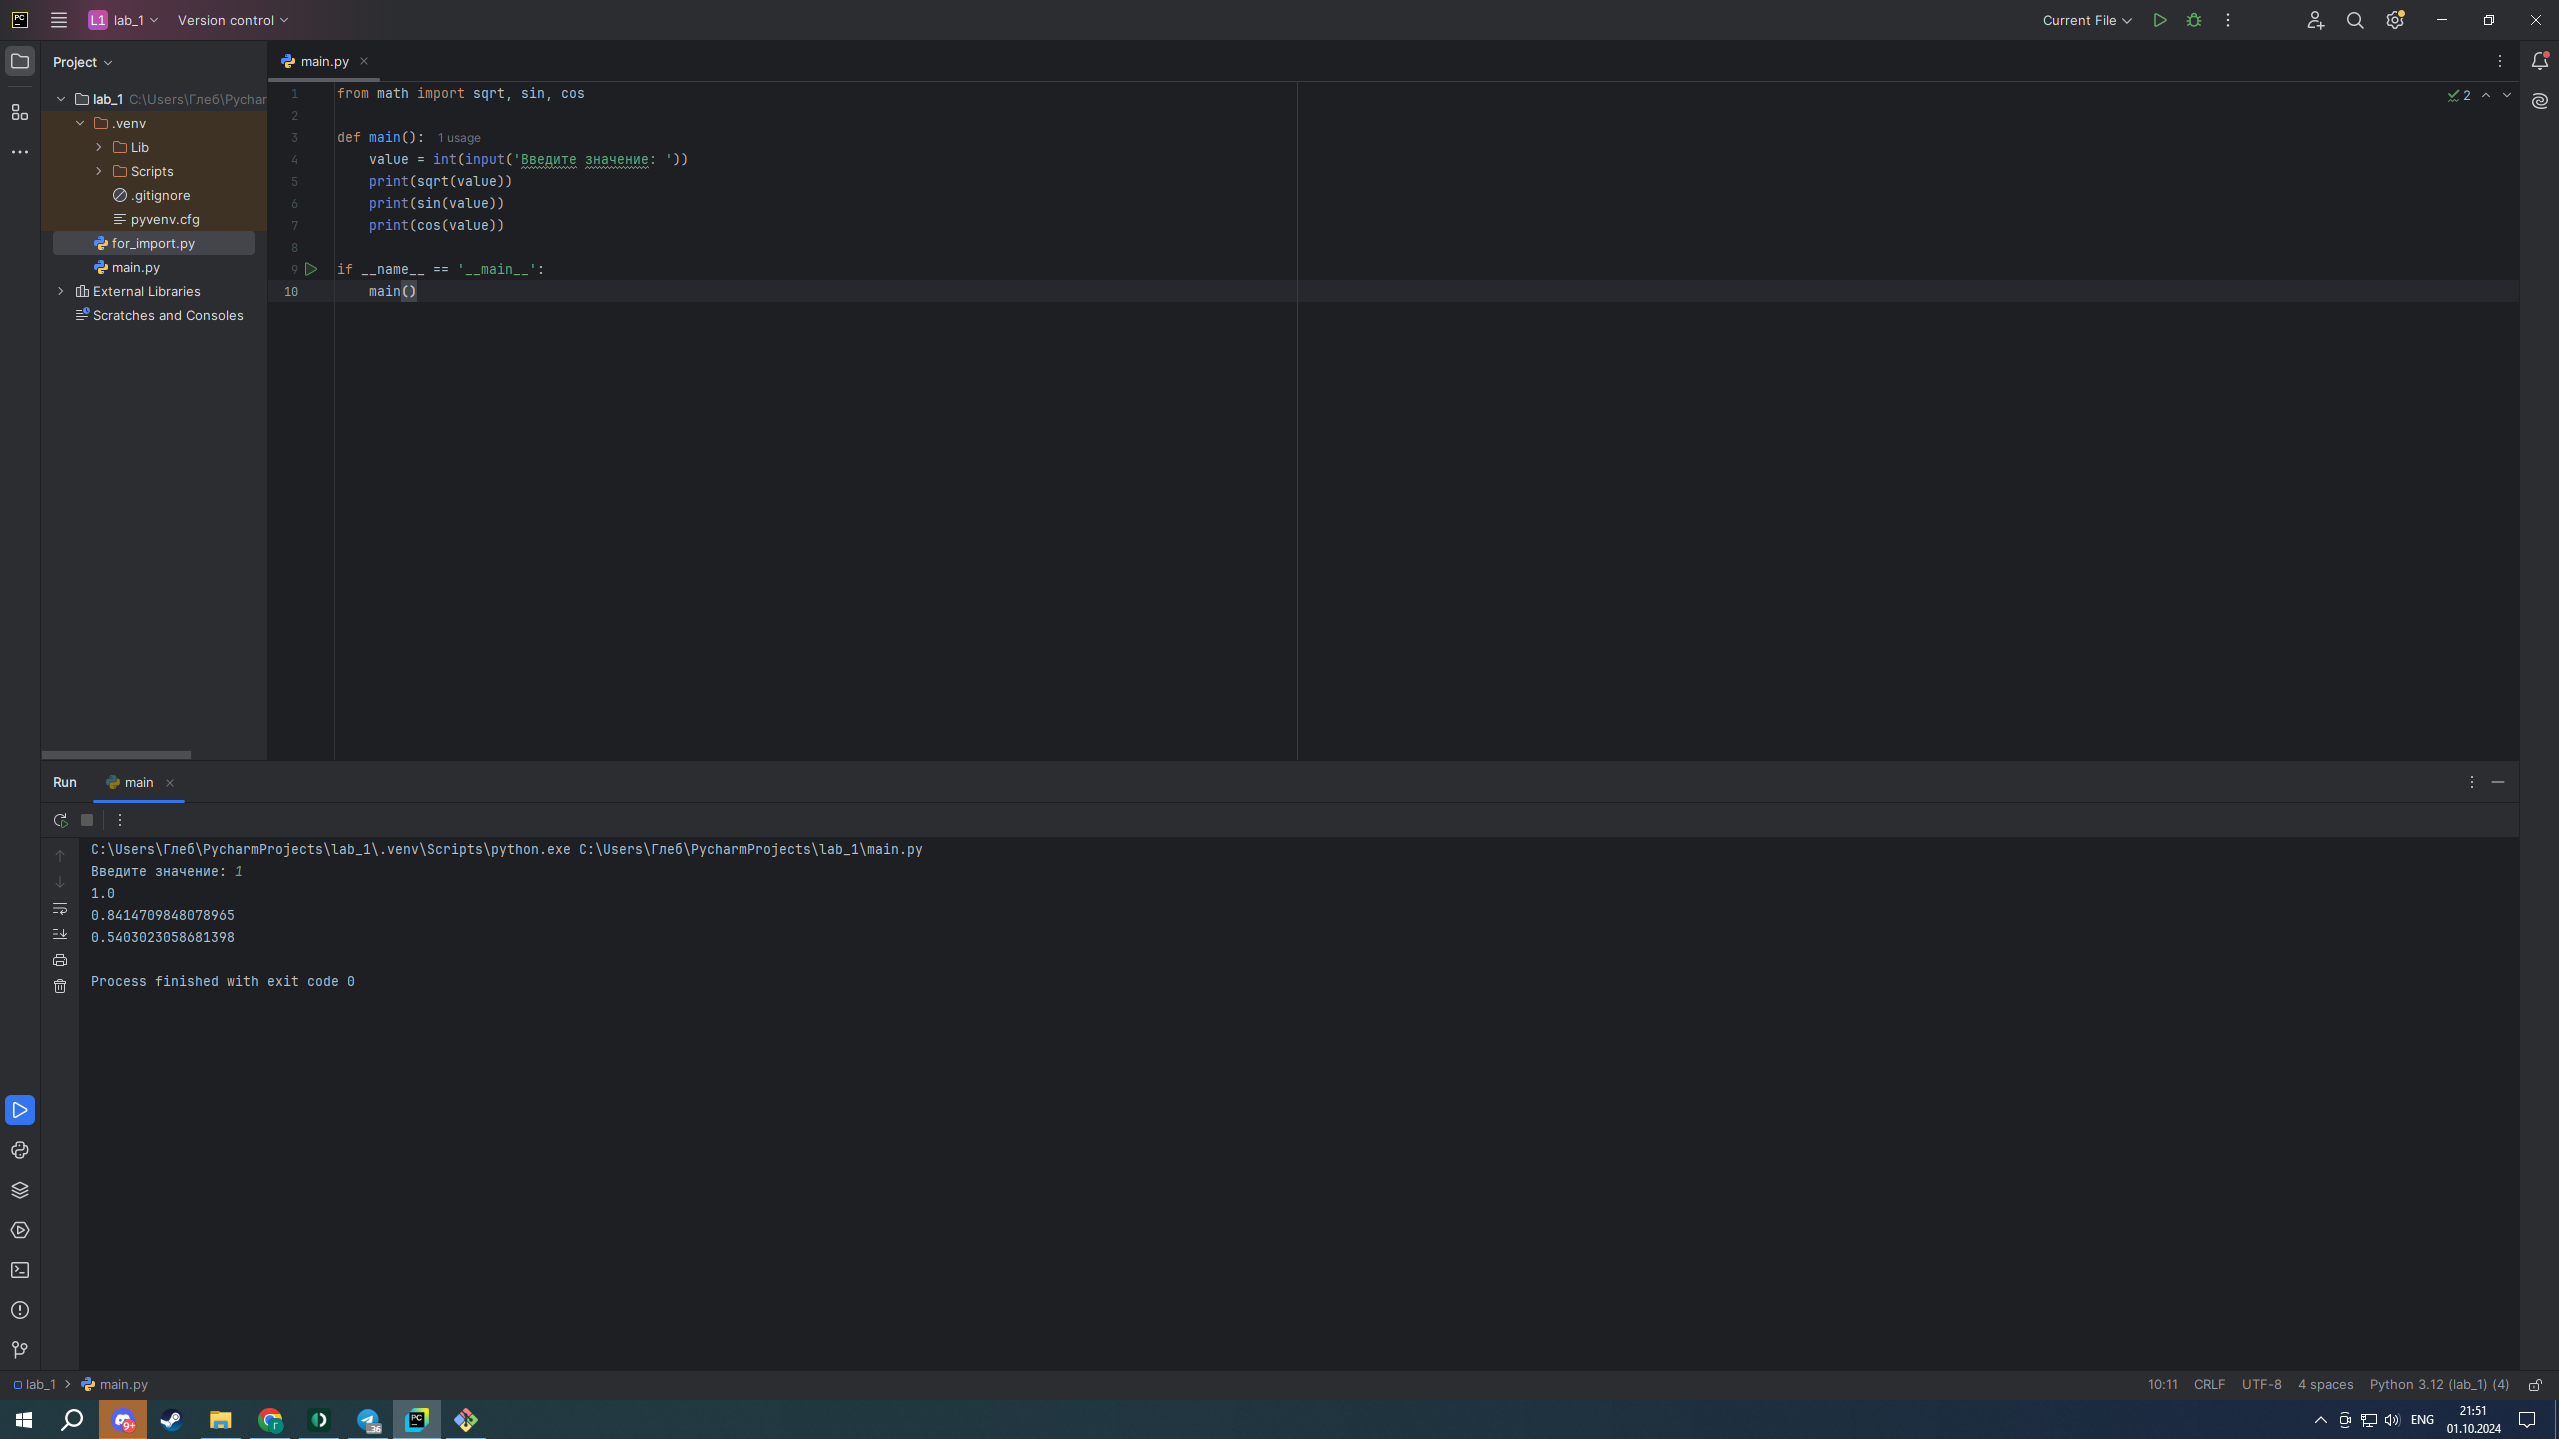 PC
L1 lab_1 Version control
Current File
Project
main.py
lab_1 C:\Users\Глеб\Pychar
.venv
Lib
Scripts
.gitignore
pyvenv.cfg
for_import.py
main.py
External Libraries
Scratches and Consoles
1 from math import sqrt, sin, cos
2
3 def main(): 1 usage
4 value = int(input('Введите значение: '))
5 print(sqrt(value))
6 print(sin(value))
7 print(cos(value))
8
9 if __name__ == '__main__':
10 main()
2
Run main
C:\Users\Глеб\PycharmProjects\lab_1\.venv\Scripts\python.exe C:\Users\Глеб\PycharmProjects\lab_1\main.py
Введите значение: 1
1.0
0.8414709848078965
0.5403023058681398
Process finished with exit code 0
lab_1 main.py
10:11 CRLF UTF-8 4 spaces Python 3.12 (lab_1) (4)
9+
Г
36
PC
ENG
21:51
01.10.2024